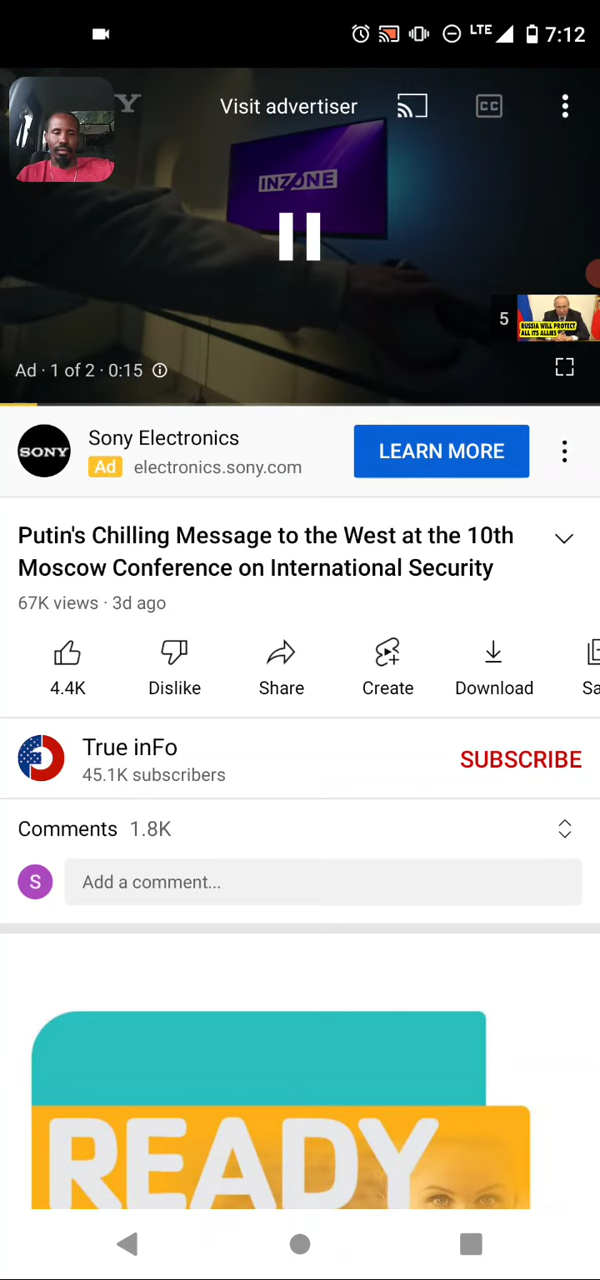 LTE 7:12
Y Visit advertiser CC
INZONE
5
RUSSIA WILL PROTECT
ALL ITS ALLIES
Ad · 1 of 2 · 0:15
SONY
Sony Electronics
Ad electronics.sony.com
LEARN MORE
Putin's Chilling Message to the West at the 10th
Moscow Conference on International Security
67K views · 3d ago
4.4K Dislike Share Create Download Sa
True inFo
45.1K subscribers
SUBSCRIBE
Comments 1.8K
S Add a comment...
READY